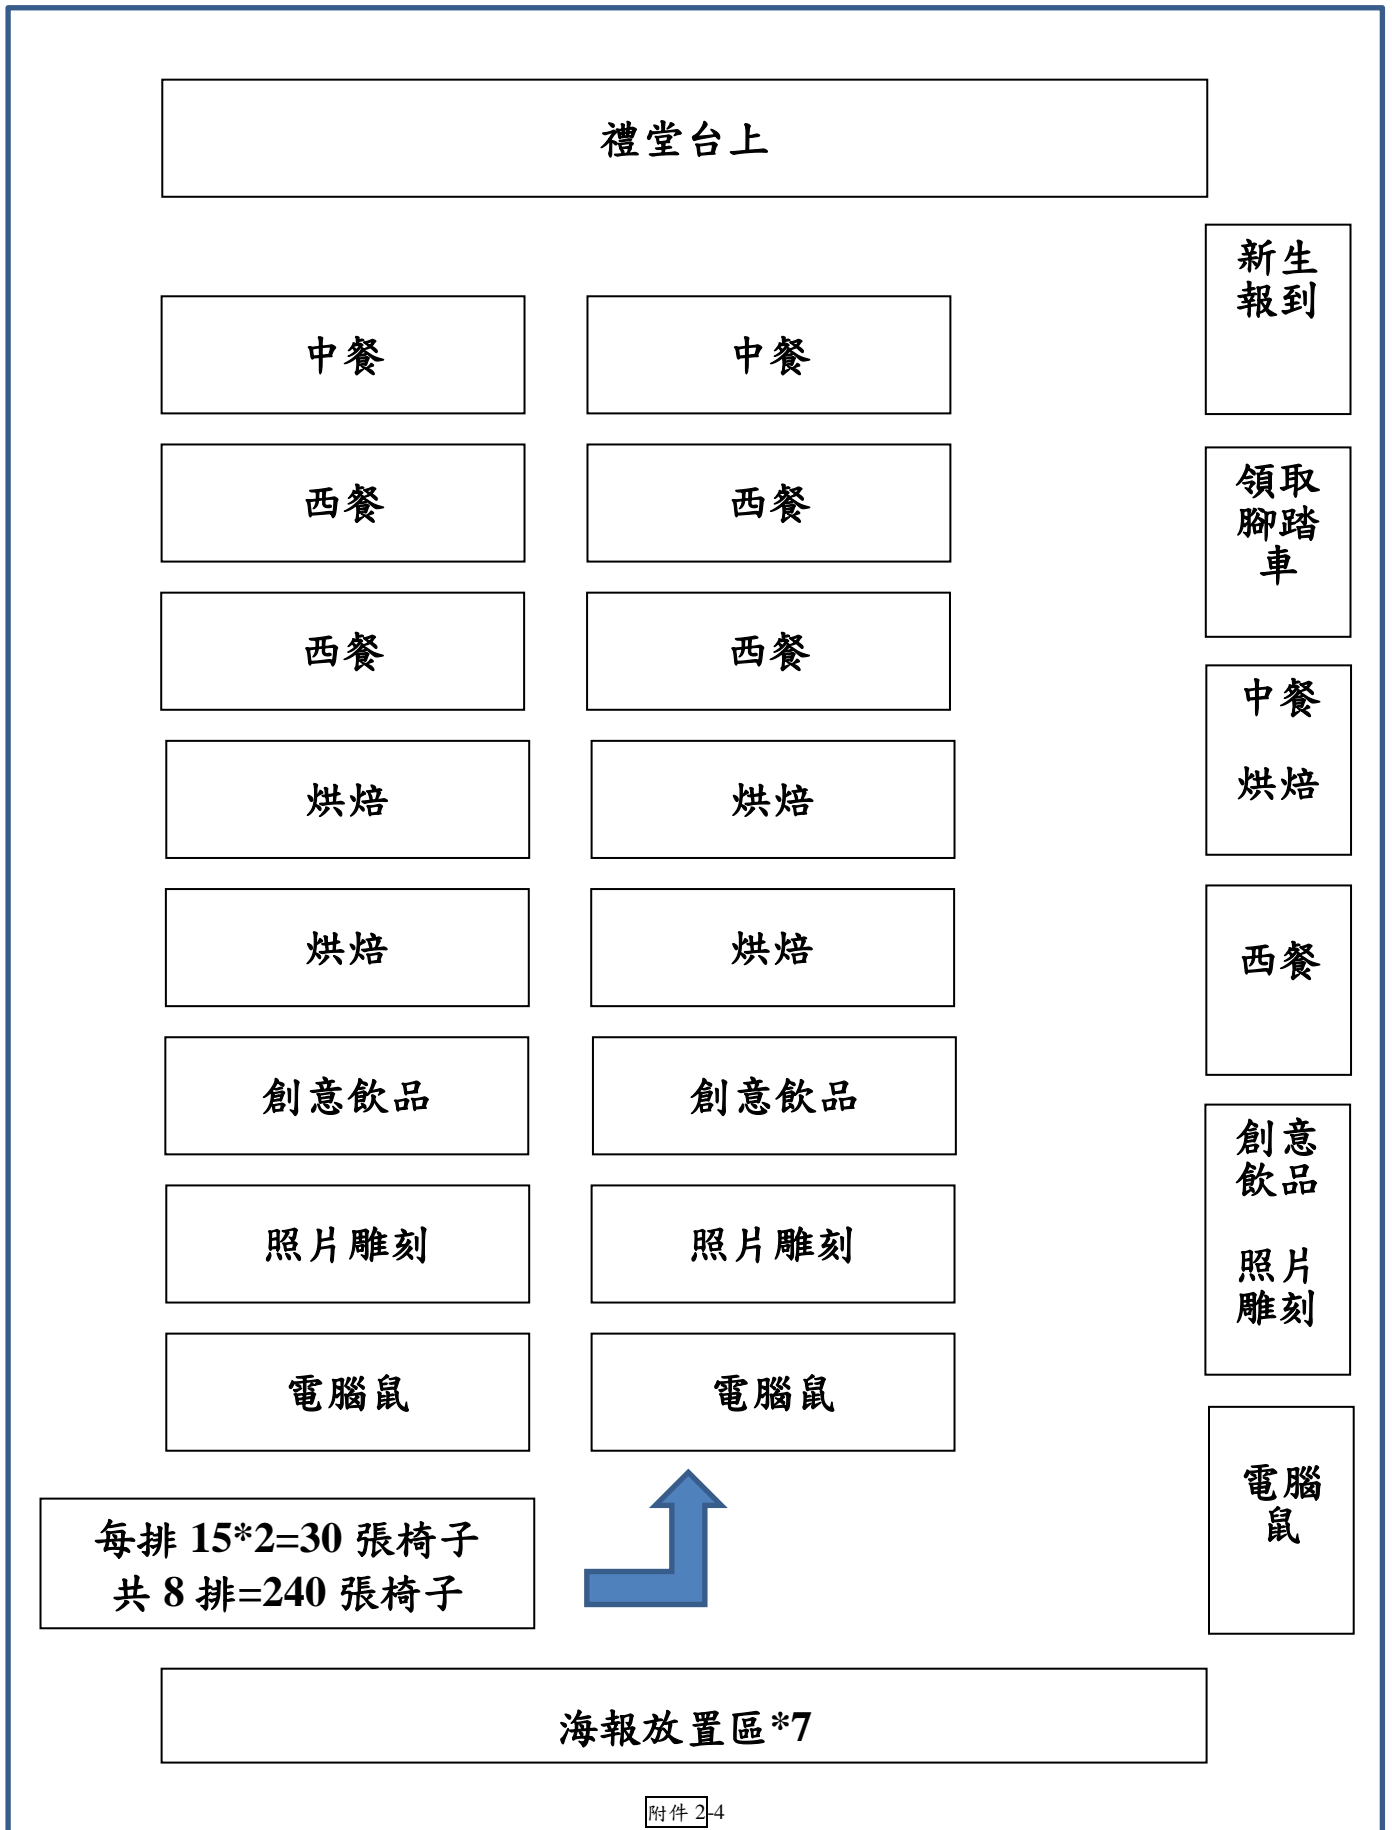 禮堂台上
新生
報到
中餐
中餐
西餐
西餐
領取
腳踏
車
西餐
西餐
中餐
烘焙
烘焙
烘焙
烘焙
烘焙
西餐
創意飲品
創意飲品
創意
飲品
照片
雕刻
照片雕刻
照片雕刻
電腦鼠
電腦鼠
電腦
鼠
每排 15*2=30 張椅子
共 8 排=240 張椅子
海報放置區*7
附件 2-4